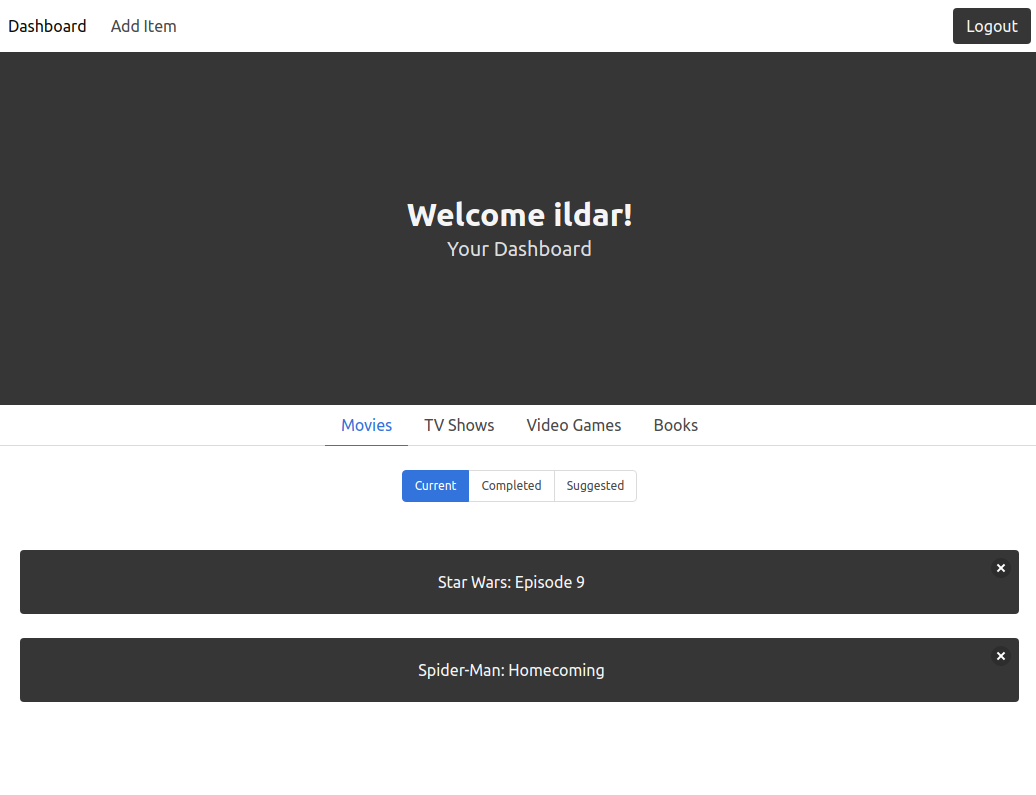 Dashboard Add Item Logout
Welcome ildar!
Your Dashboard
Movies TV Shows Video Games Books
Current Completed Suggested
Star Wars: Episode 9
Spider-Man: Homecoming